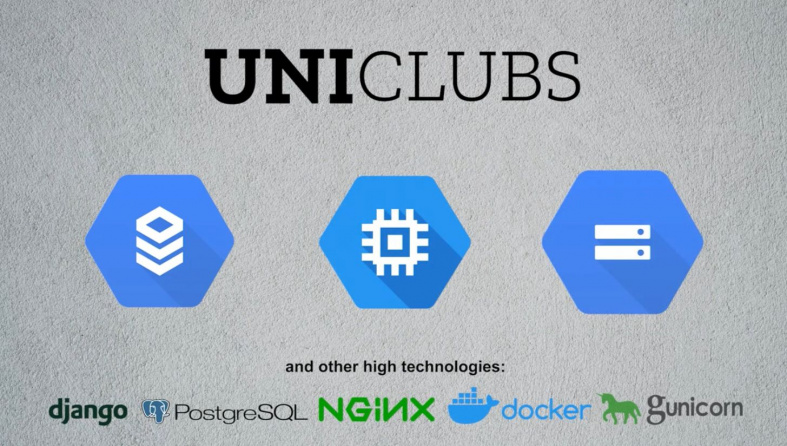 UNICLUBS
and other high technologies:
django PostgreSQL NGINX docker gunicorn